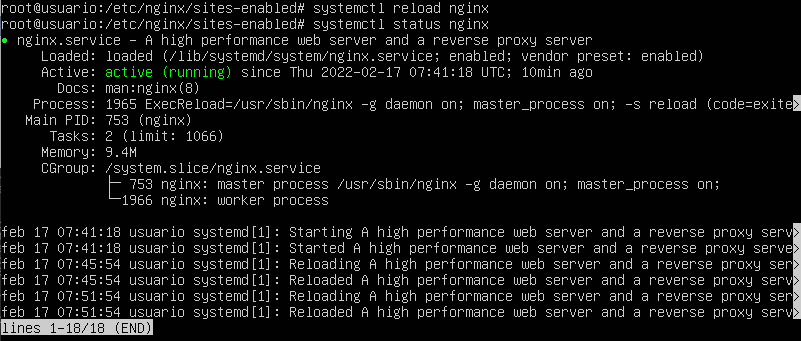 root@usuario:/etc/nginx/sites-enabled# systemctl reload nginx
root@usuario:/etc/nginx/sites-enabled# systemctl status nginx
● nginx.service - A high performance web server and a reverse proxy server
     Loaded: loaded (/lib/systemd/system/nginx.service; enabled; vendor preset: enabled)
     Active: active (running) since Thu 2022-02-17 07:41:18 UTC; 10min ago
       Docs: man:nginx(8)
    Process: 1965 ExecReload=/usr/sbin/nginx -g daemon on; master_process on; -s reload (code=exite>
   Main PID: 753 (nginx)
      Tasks: 2 (limit: 1066)
     Memory: 9.4M
     CGroup: /system.slice/nginx.service
             ├─ 753 nginx: master process /usr/sbin/nginx -g daemon on; master_process on;
             └─1966 nginx: worker process
feb 17 07:41:18 usuario systemd[1]: Starting A high performance web server and a reverse proxy serv>
feb 17 07:41:18 usuario systemd[1]: Started A high performance web server and a reverse proxy serve>
feb 17 07:45:54 usuario systemd[1]: Reloading A high performance web server and a reverse proxy ser>
feb 17 07:45:54 usuario systemd[1]: Reloaded A high performance web server and a reverse proxy serv>
feb 17 07:51:54 usuario systemd[1]: Reloading A high performance web server and a reverse proxy ser>
feb 17 07:51:54 usuario systemd[1]: Reloaded A high performance web server and a reverse proxy serv>
lines 1-18/18 (END)